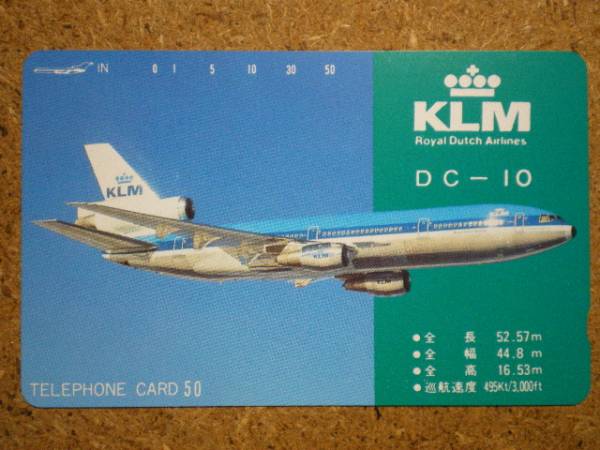 IN 0 1 5 10 30 50
KLM
Royal Dutch Airlines
DC-10
KLM
KLM
KLM
●全長 52.57m
●全幅 44.8 m
●全高 16.53m
●巡航速度 495Kt/3,000ft
TELEPHONE CARD 50